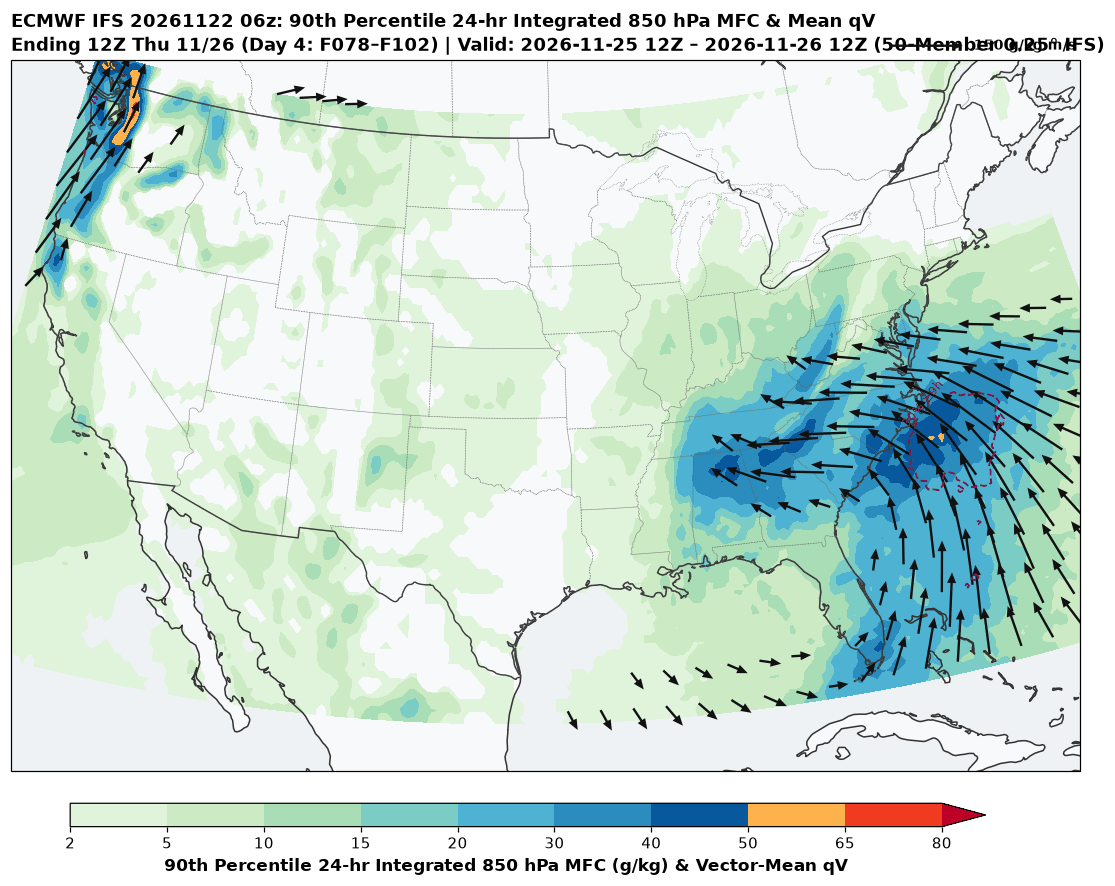 ECMWF IFS 20261122 06z: 90th Percentile 24-hr Integrated 850 hPa MFC & Mean qV
Ending 12Z Thu 11/26 (Day 4: F078–F102) | Valid: 2026-11-25 12Z – 2026-11-26 12Z (50-Member 0.25° IFS)
2 5 10 15 20 30 40 50 65 80
90th Percentile 24-hr Integrated 850 hPa MFC (g/kg) & Vector-Mean qV